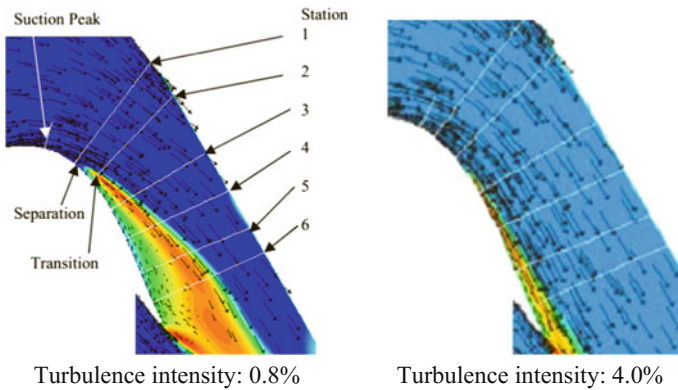 Suction Peak
Station
1
2
3
4
5
6
Separation
Transition
Turbulence intensity: 0.8%
Turbulence intensity: 4.0%